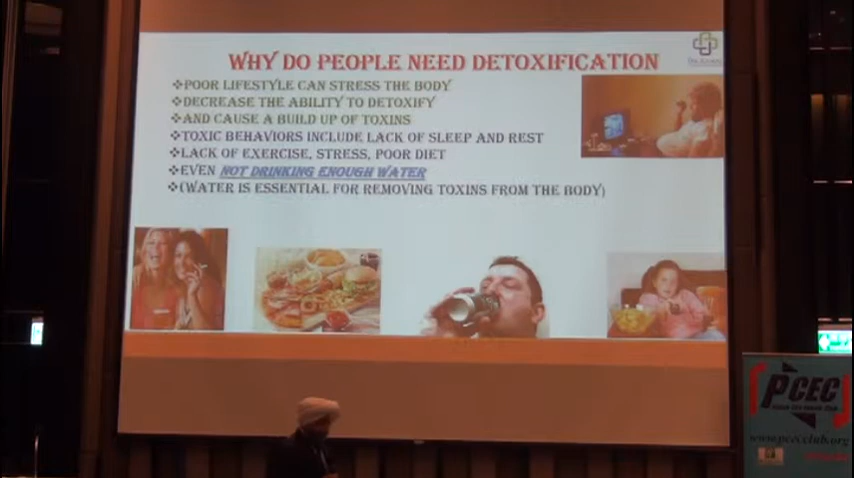 WHY DO PEOPLE NEED DETOXIFICATION
❖POOR LIFESTYLE CAN STRESS THE BODY
❖DECREASE THE ABILITY TO DETOXIFY
❖AND CAUSE A BUILD UP OF TOXINS
❖TOXIC BEHAVIORS INCLUDE LACK OF SLEEP AND REST
❖LACK OF EXERCISE, STRESS, POOR DIET
❖EVEN NOT DRINKING ENOUGH WATER
❖(WATER IS ESSENTIAL FOR REMOVING TOXINS FROM THE BODY)
PCEC
www.pcecclub.org